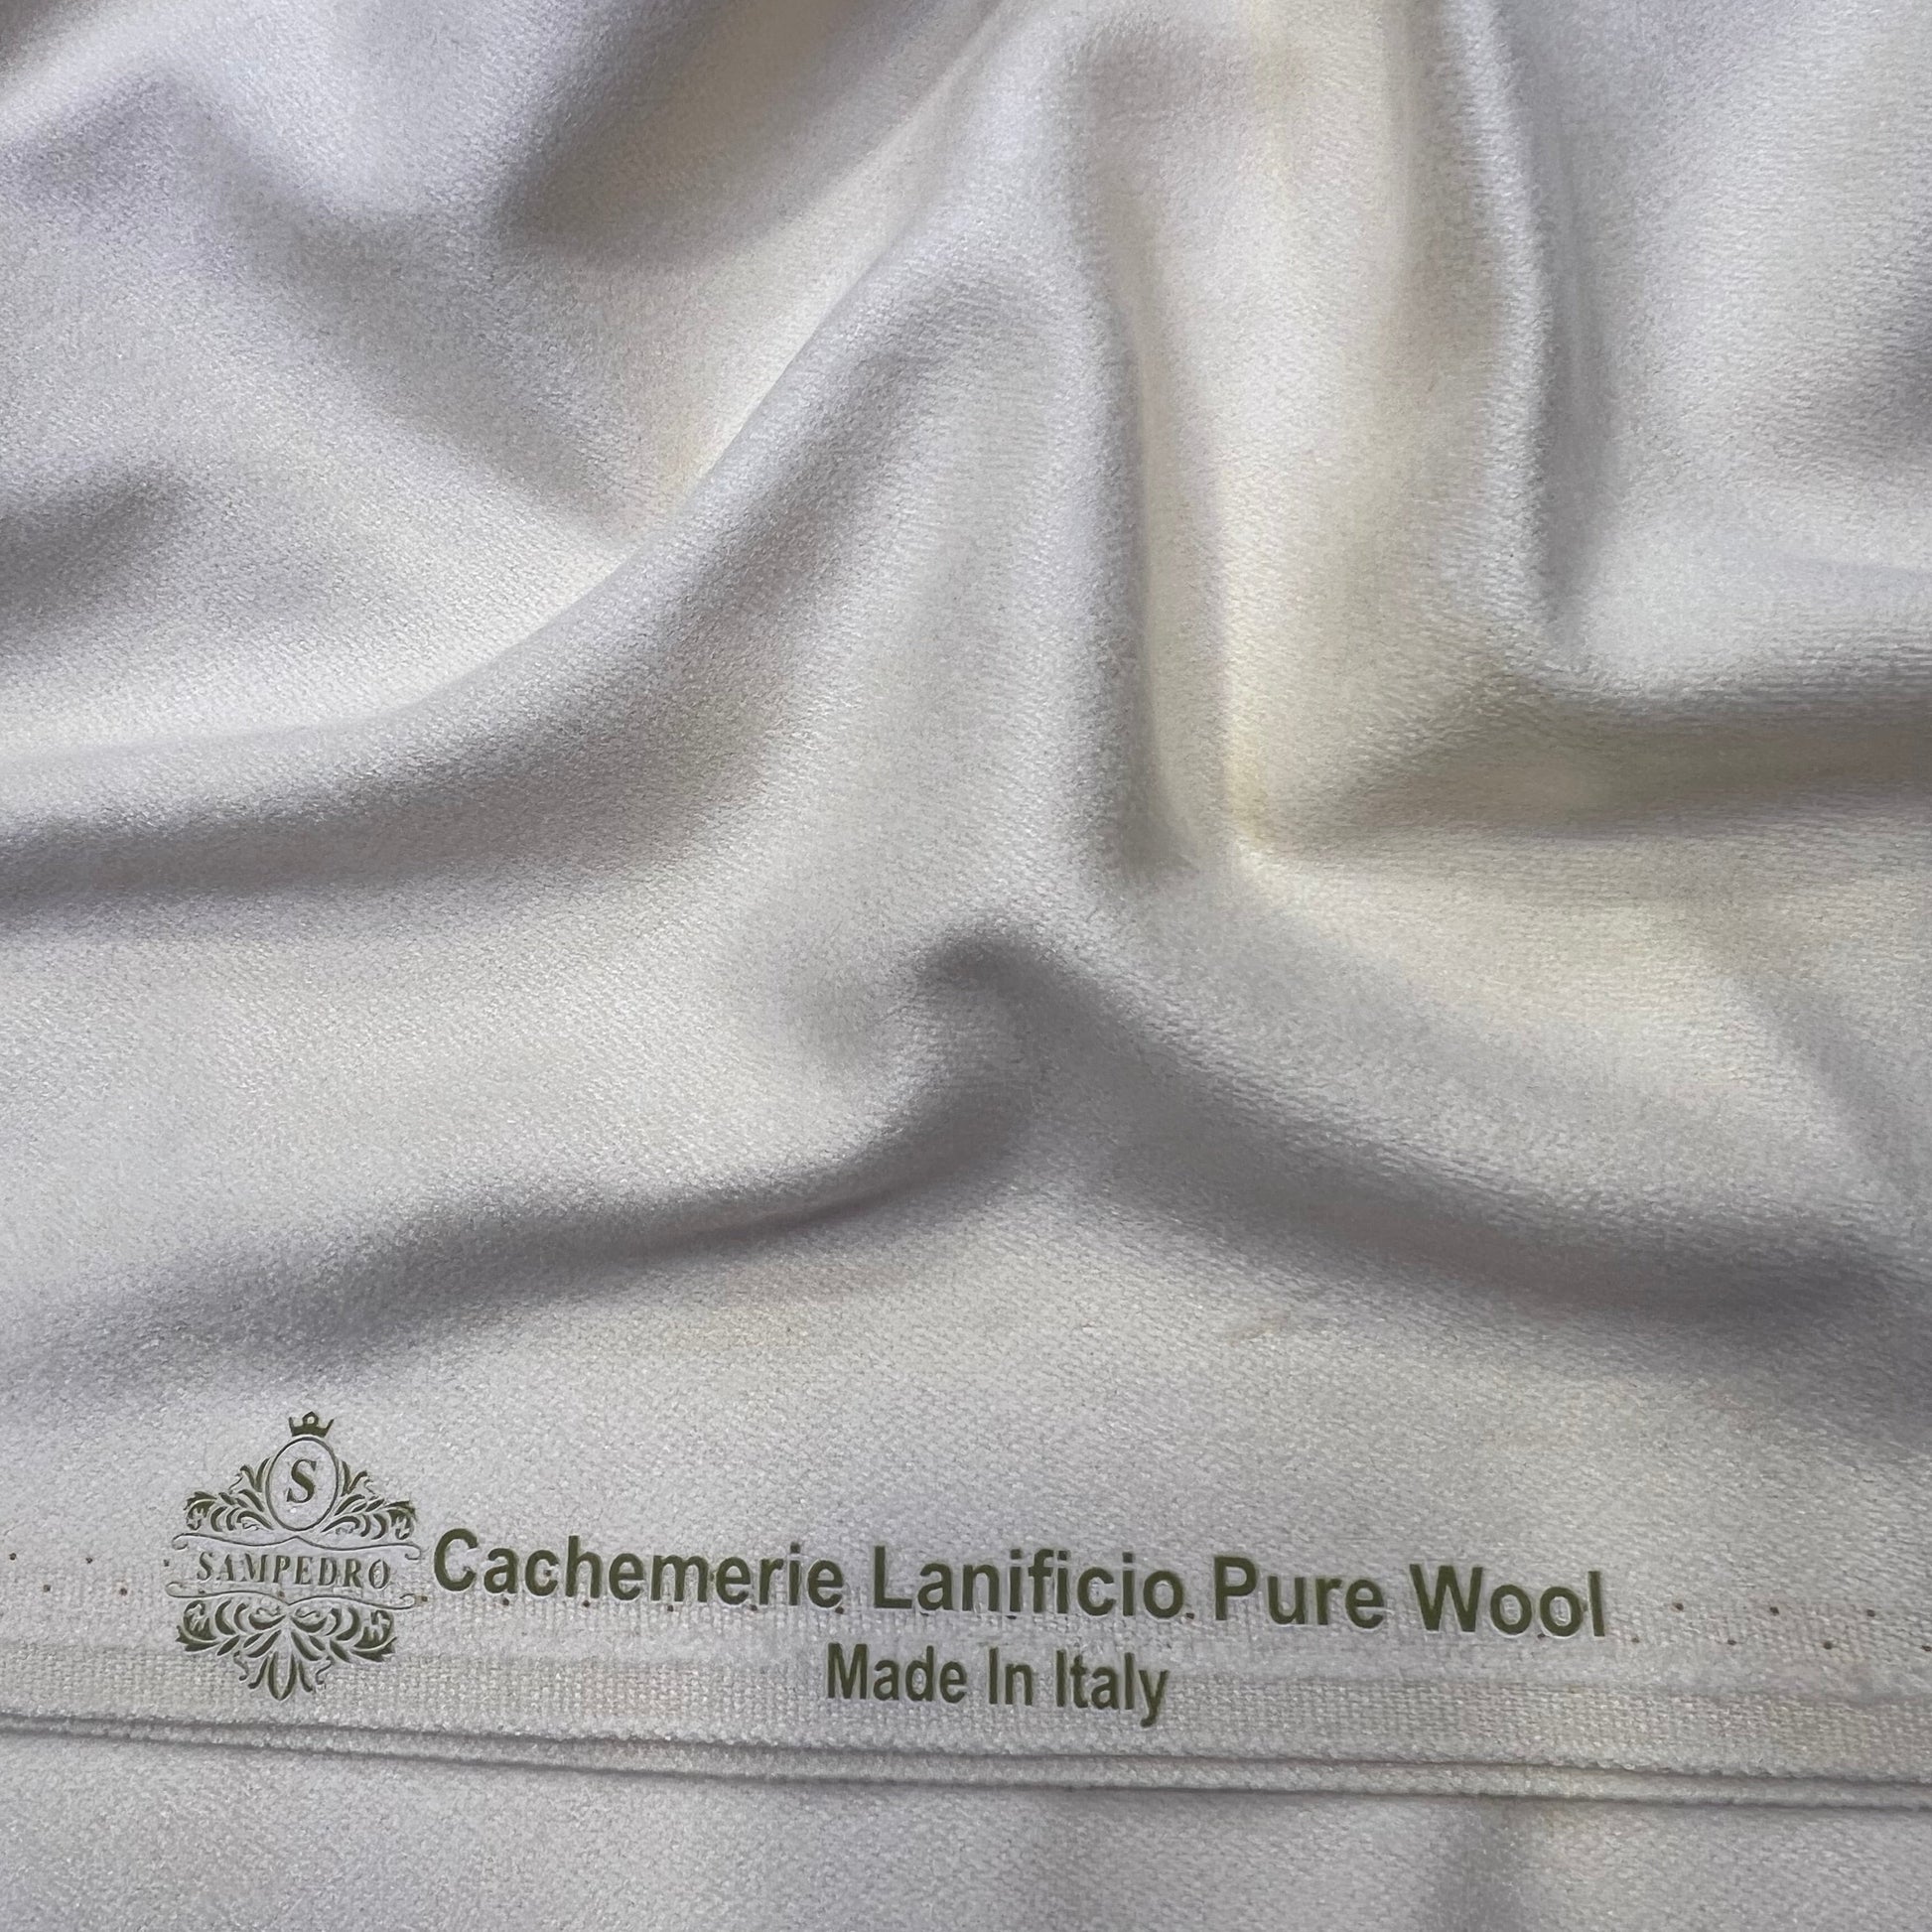 S
SAMPEDRO
Cachemerie Lanificio Pure Wool
Made In Italy